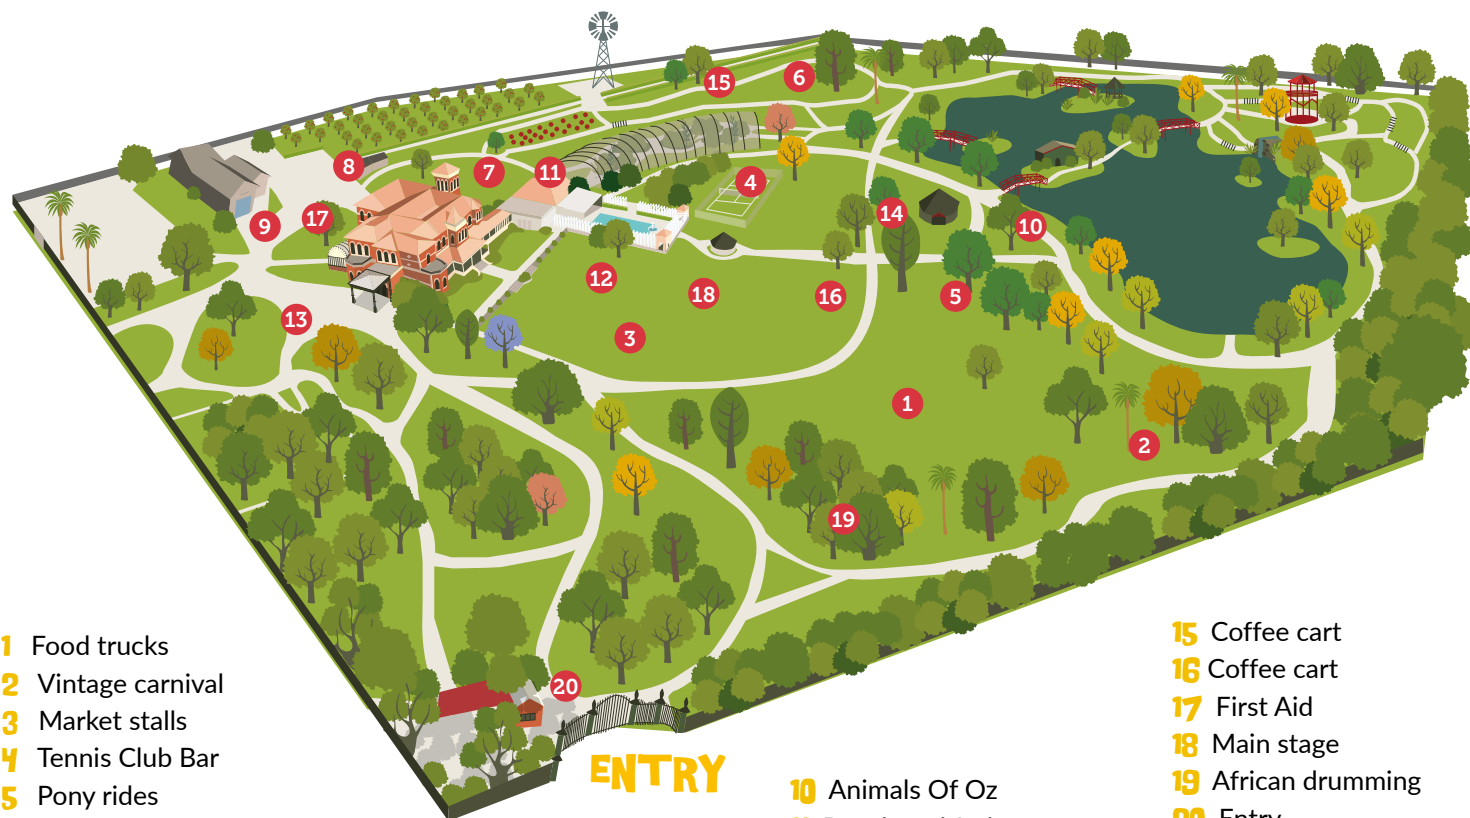 15
6
8
7
11
4
17
9
14
10
12
18
16
5
13
3
1
2
19
20
ENTRY
1 Food trucks
2 Vintage carnival
3 Market stalls
4 Tennis Club Bar
5 Pony rides
10 Animals Of Oz
15 Coffee cart
16 Coffee cart
17 First Aid
18 Main stage
19 African drumming
20 Entry